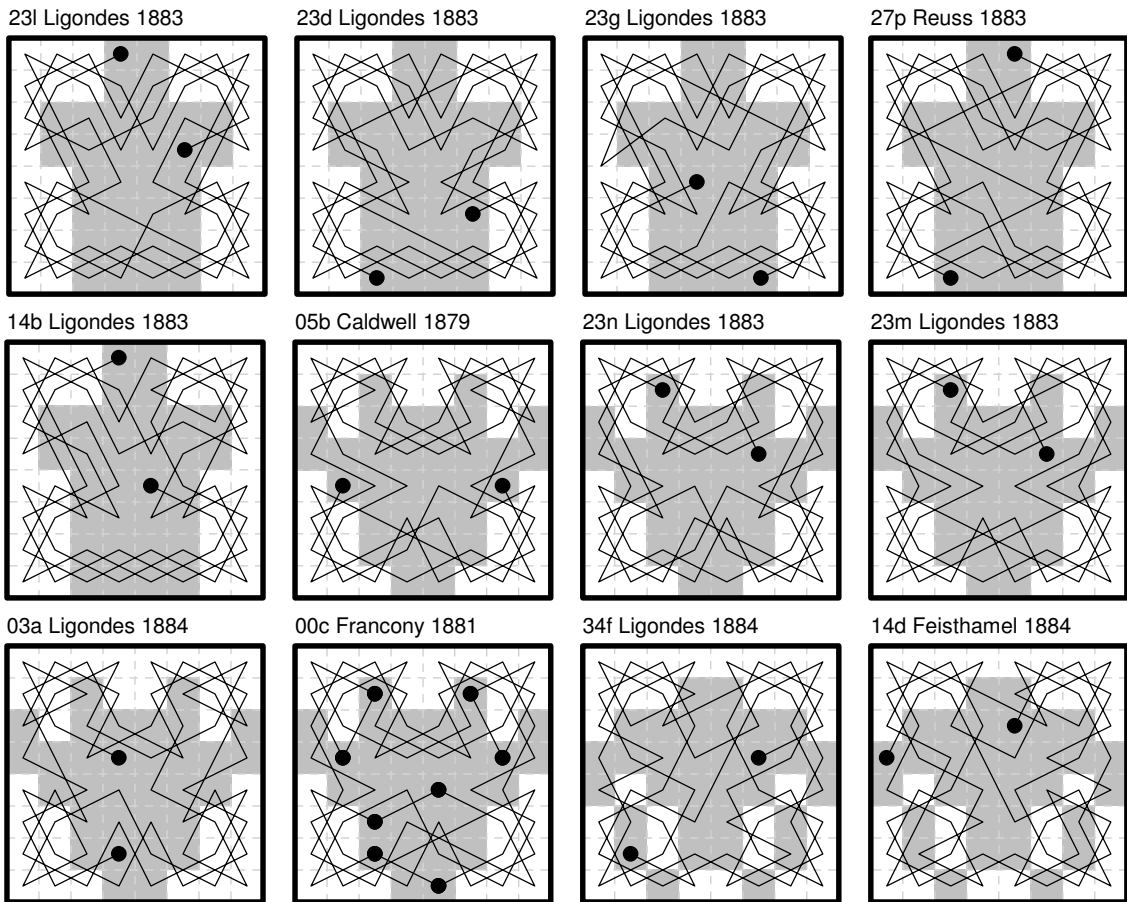 23l Ligondes 1883 23d Ligondes 1883 23g Ligondes 1883 27p Reuss 1883
14b Ligondes 1883 05b Caldwell 1879 23n Ligondes 1883 23m Ligondes 1883
03a Ligondes 1884 00c Francony 1881 34f Ligondes 1884 14d Feisthamel 1884